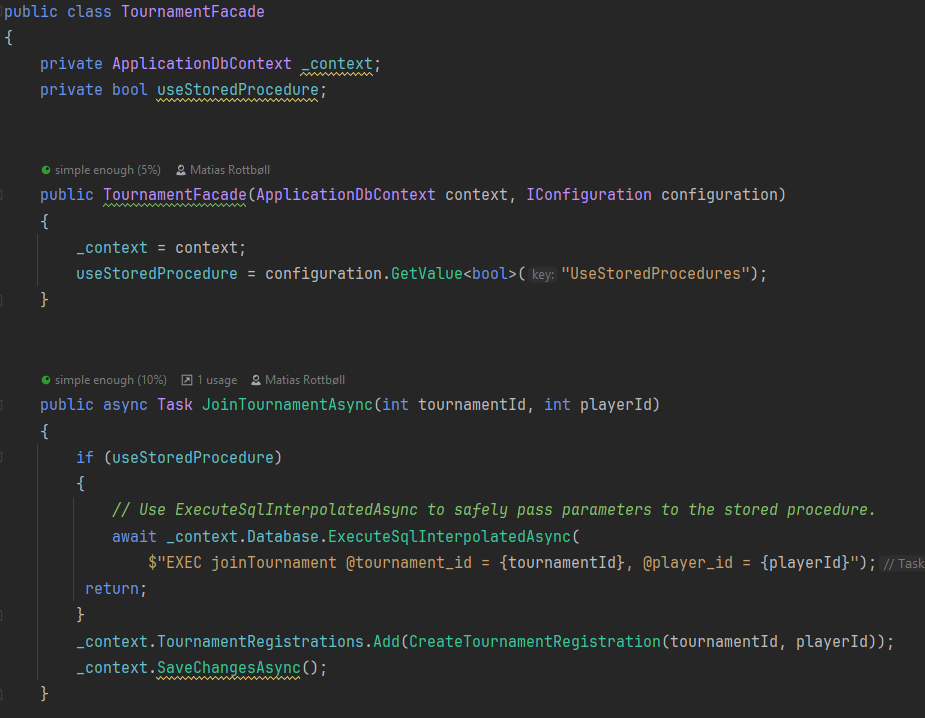 public class TournamentFacade
{
private ApplicationDbContext _context;
private bool useStoredProcedure;
simple enough (5%) Matias Rottbøll
public TournamentFacade(ApplicationDbContext context, IConfiguration configuration)
{
_context = context;
useStoredProcedure = configuration.GetValue<bool>( key: "UseStoredProcedures");
}
simple enough (10%) 1 usage Matias Rottbøll
public async Task JoinTournamentAsync(int tournamentId, int playerId)
{
if (useStoredProcedure)
{
// Use ExecuteSqlInterpolatedAsync to safely pass parameters to the stored procedure.
await _context.Database.ExecuteSqlInterpolatedAsync(
$"EXEC joinTournament @tournament_id = {tournamentId}, @player_id = {playerId}"); // Task
return;
}
_context.TournamentRegistrations.Add(CreateTournamentRegistration(tournamentId, playerId));
_context.SaveChangesAsync();
}